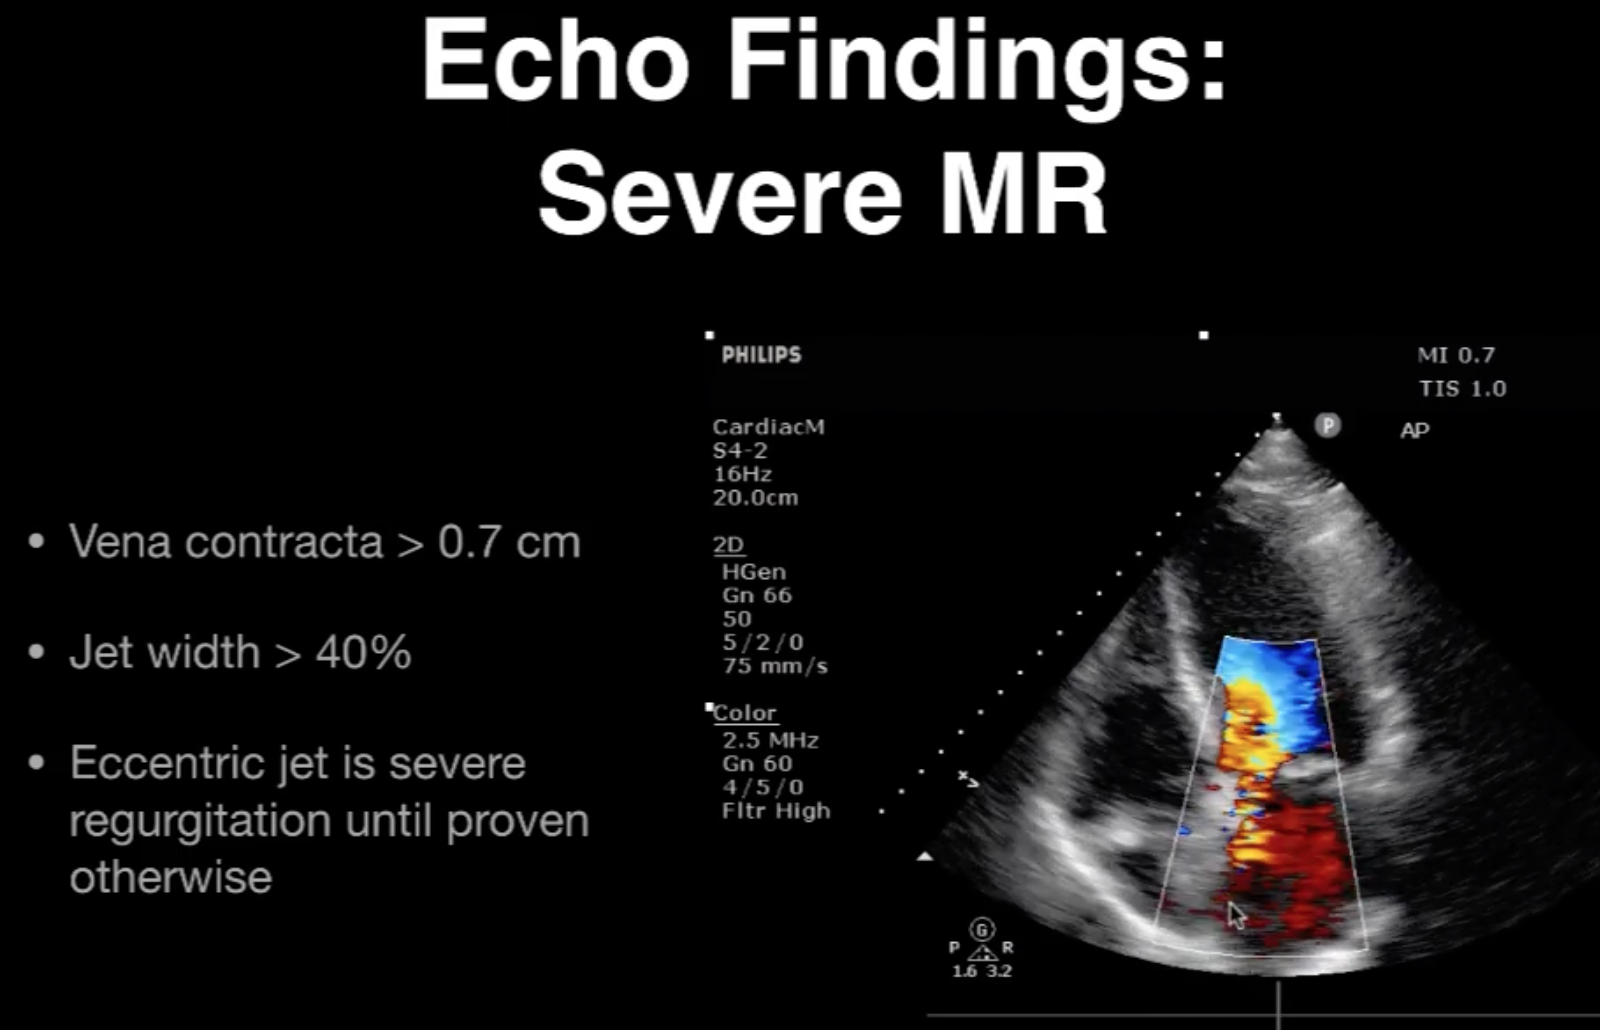 Echo Findings:
Severe MR
PHILIPS
MI 0.7
TIS 1.0
CardiacM
S4-2
16Hz
20.0cm
P
AP
2D
HGen
Gn 66
50
5/2/0
75 mm/s
Color
2.5 MHz
Gn 60
4/5/0
Fltr High
• Vena contracta > 0.7 cm
• Jet width > 40%
• Eccentric jet is severe
regurgitation until proven
otherwise
G
P R
1.6 3.2